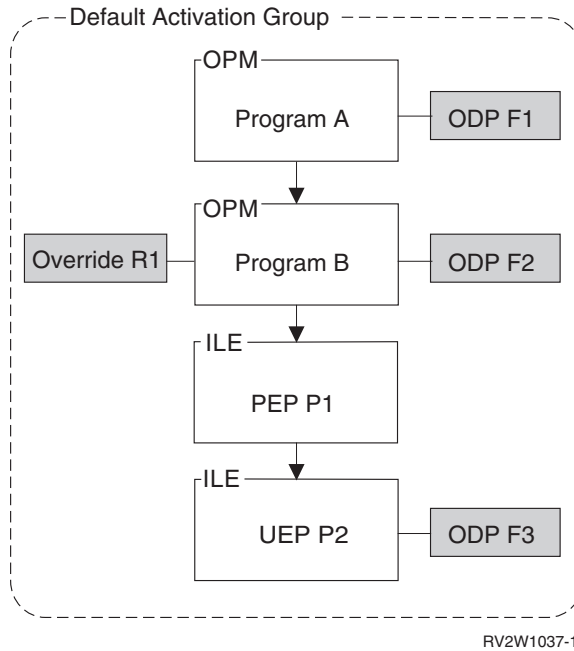 Default Activation Group
OPM
Program A
ODP F1
OPM
Override R1
Program B
ODP F2
ILE
PEP P1
ILE
UEP P2
ODP F3
RV2W1037-1